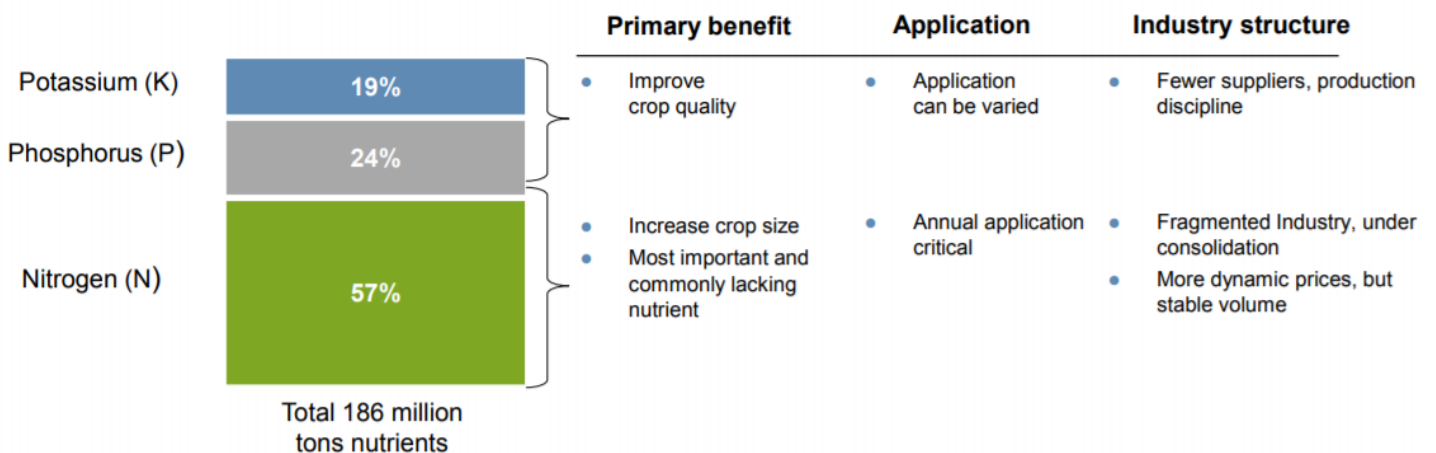 Primary benefit
Application
Industry structure
Potassium (K)
19%
Improve
crop quality
Application
can be varied
Fewer suppliers, production
discipline
Phosphorus (P)
24%
Nitrogen (N)
57%
Increase crop size
Most important and
commonly lacking
nutrient
Annual application
critical
Fragmented Industry, under
consolidation
More dynamic prices, but
stable volume
Total 186 million
tons nutrients